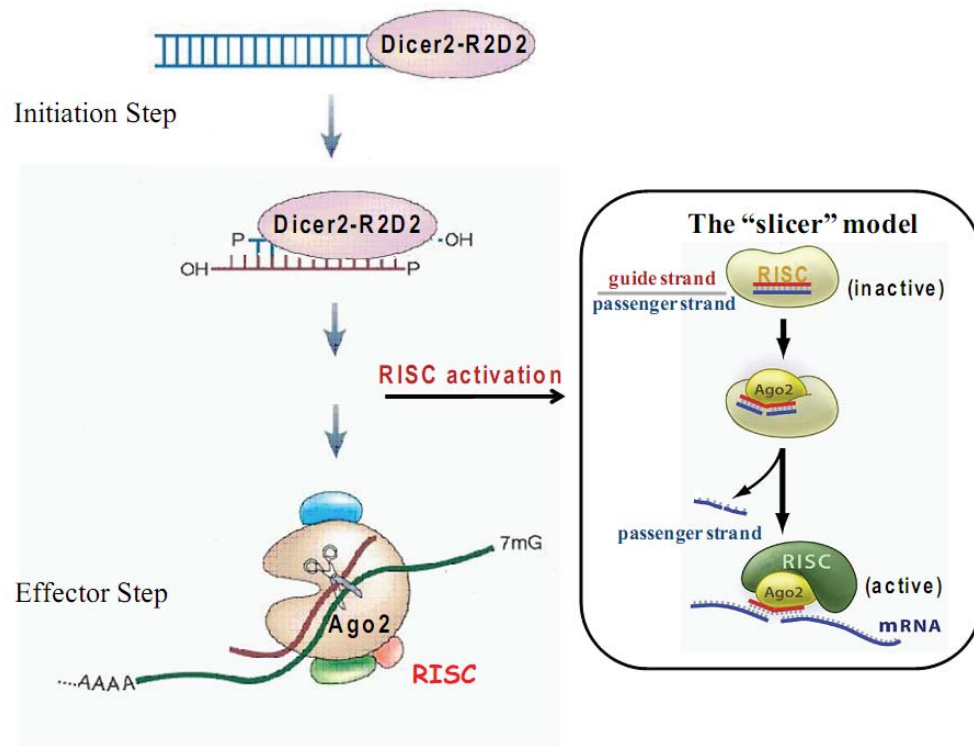 Dicer2-R2D2
Initiation Step
Dicer2-R2D2
P
-OH
OH
P
RISC activation
7mG
Effector Step
Ago2
RISC
....AAAA
The “slicer” model
RISC
guide strand
passenger strand
(inactive)
Ago2
passenger strand
RISC
Ago2
(active)
mRNA